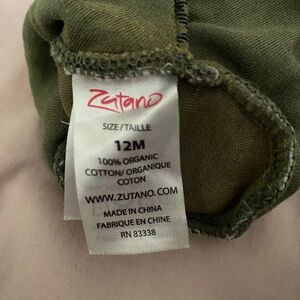 Zutano
SIZE/TAILLE
12M
100% ORGANIC
COTTON/ ORGANIQUE
COTON
WWW.ZUTANO.COM
MADE IN CHINA
FABRIQUE EN CHINE
RN 83338